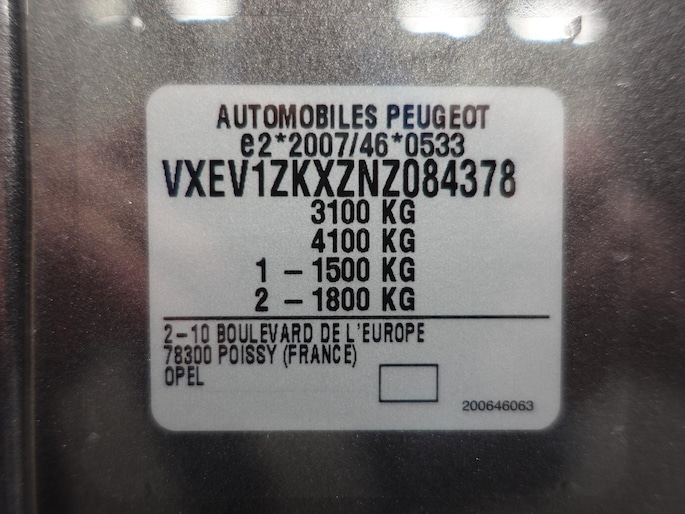 AUTOMOBILES PEUGEOT
e2*2007/46*0533
VXEV1ZKXZNZ084378
3100 KG
4100 KG
1 – 1500 KG
2 – 1800 KG
2–10 BOULEVARD DE L'EUROPE
78300 POISSY (FRANCE)
OPEL
200646063